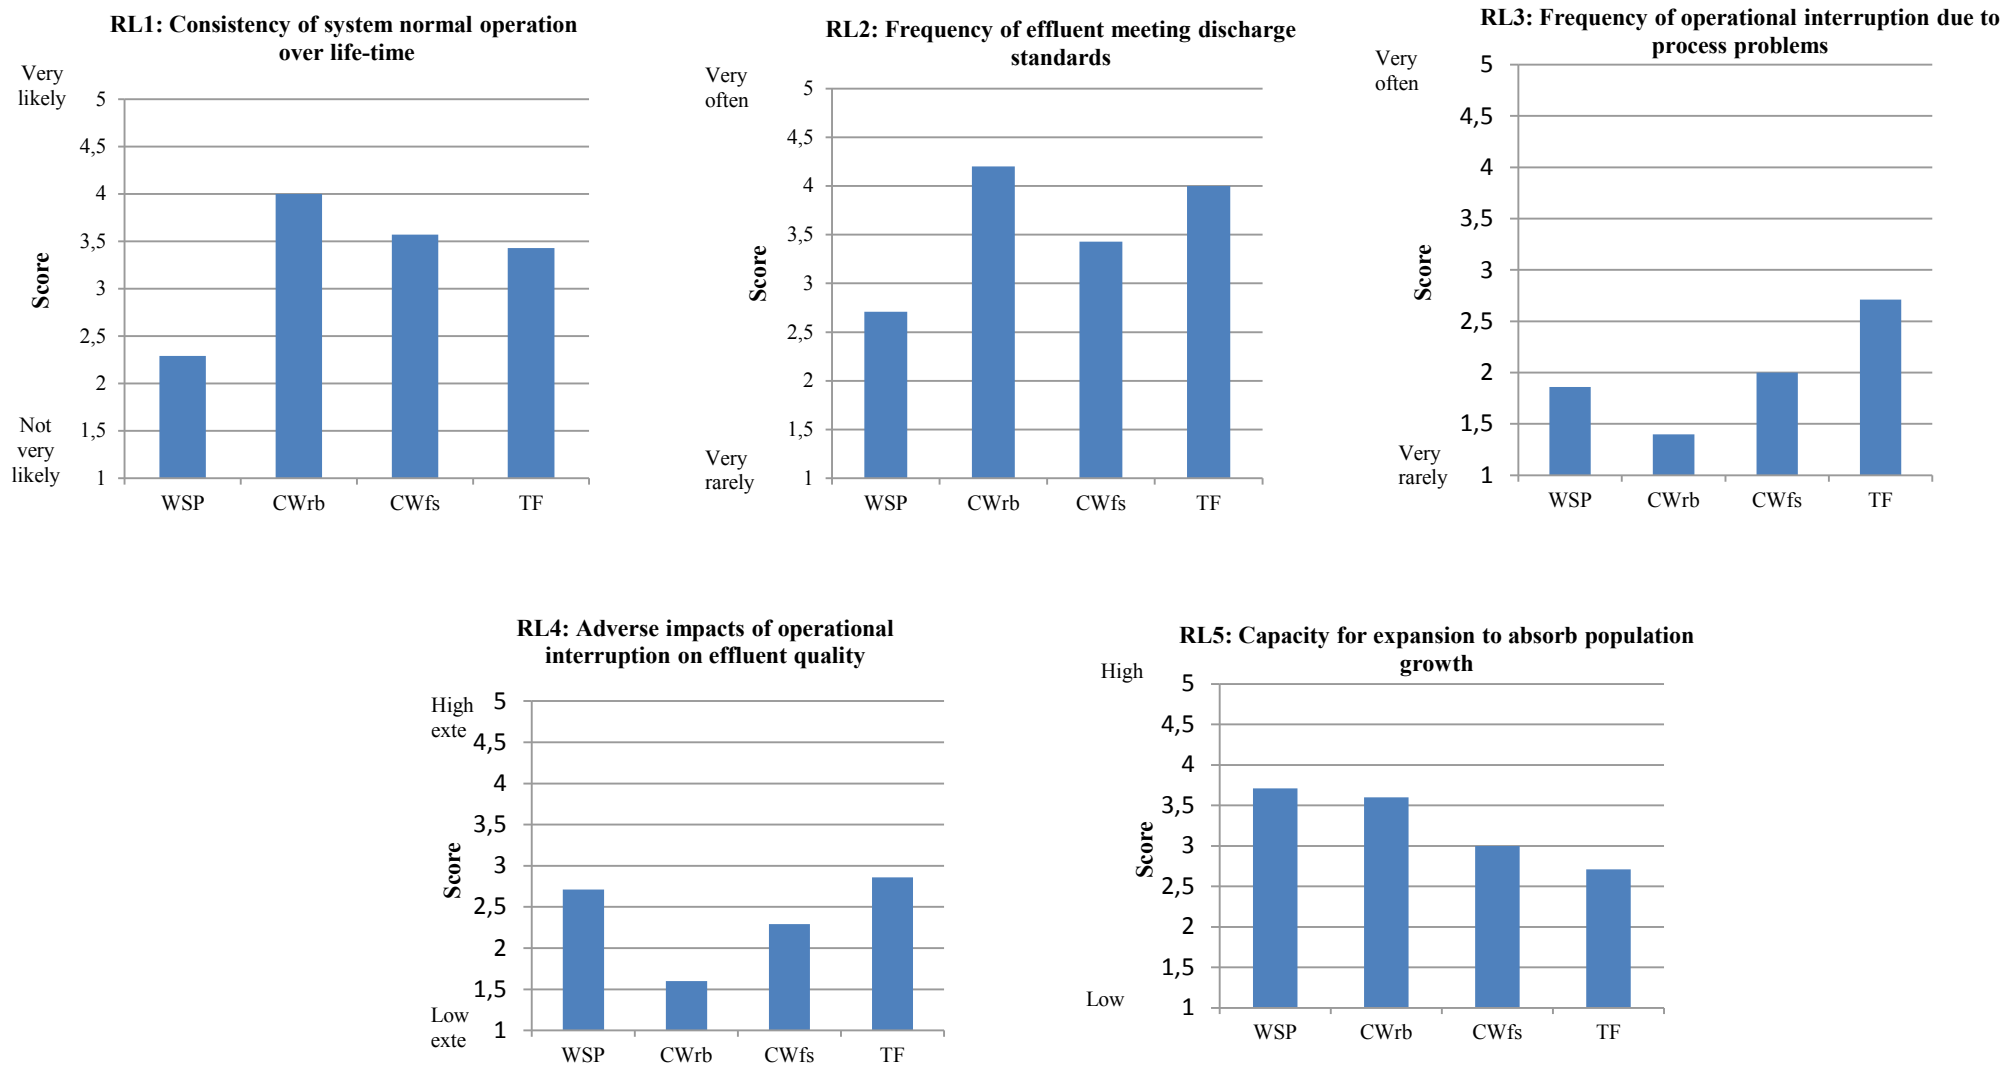 RL1: Consistency of system normal operation
over life-time
Very
likely
5
4,5
4
3,5
3
2,5
2
1,5
1
Not
very
likely
Score
WSP CWrb CWfs TF
RL2: Frequency of effluent meeting discharge
standards
Very
often
5
4,5
4
3,5
3
2,5
2
1,5
1
Very
rarely
Score
WSP CWrb CWfs TF
RL3: Frequency of operational interruption due to
process problems
Very
often
5
4,5
4
3,5
3
2,5
2
1,5
1
Very
rarely
Score
WSP CWrb CWfs TF
RL4: Adverse impacts of operational
interruption on effluent quality
High
exte
5
4,5
4
3,5
3
2,5
2
1,5
1
Low
exte
Score
WSP CWrb CWfs TF
RL5: Capacity for expansion to absorb population
growth
High
5
4,5
4
3,5
3
2,5
2
1,5
1
Low
Score
WSP CWrb CWfs TF